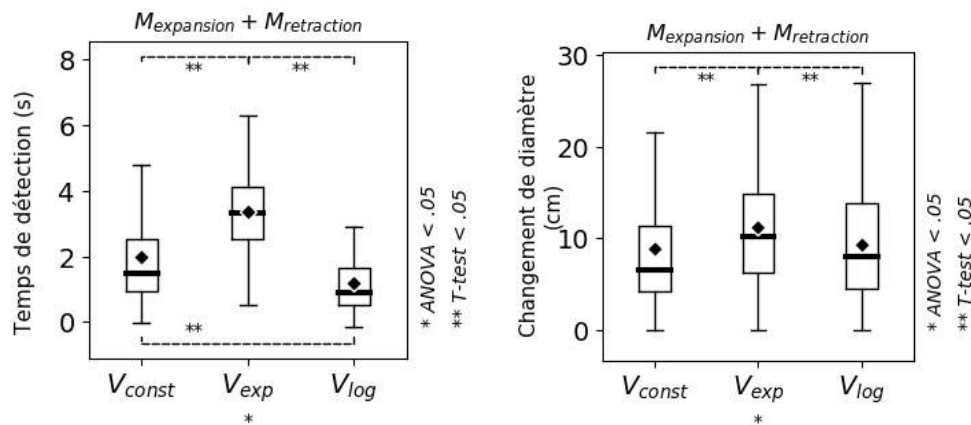 M_expansion + M_retraction
Temps de détection (s)
8
6
4
2
0
**
**
**
V_const
V_exp
V_log
*
* ANOVA < .05
** T-test < .05
M_expansion + M_retraction
Changement de diamètre
(cm)
30
20
10
0
**
**
V_const
V_exp
V_log
*
* ANOVA < .05
** T-test < .05